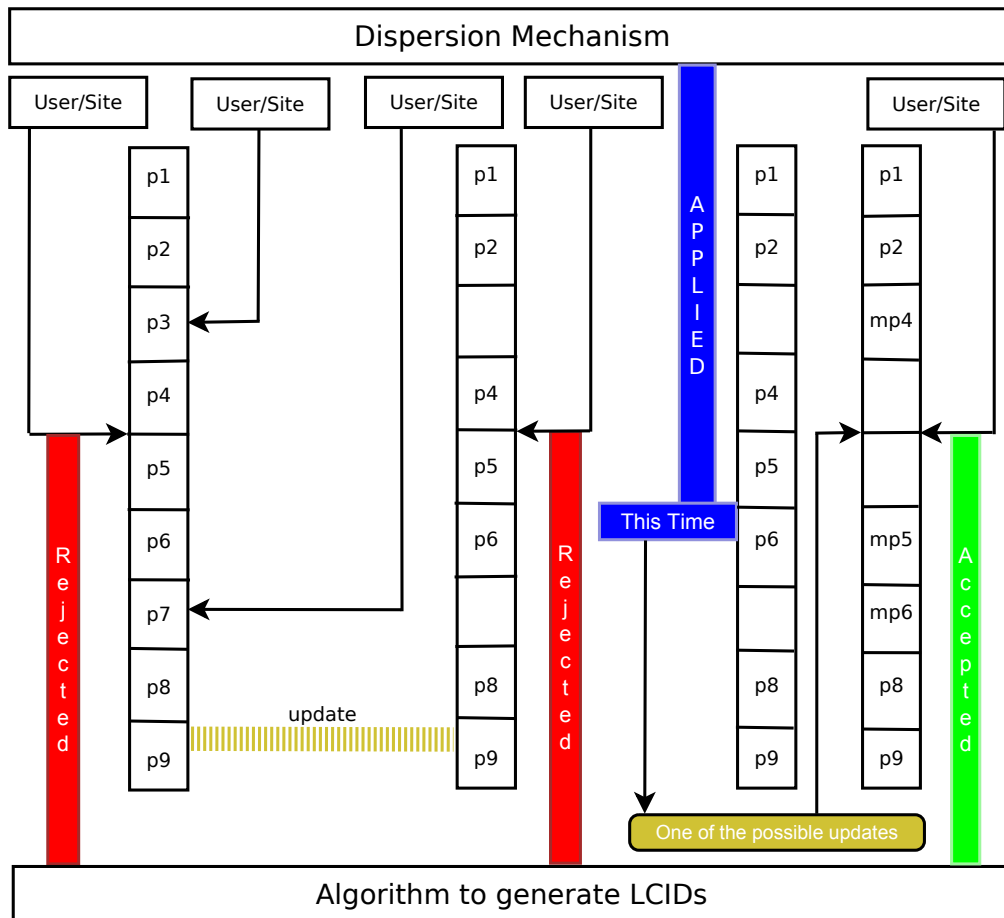 Dispersion Mechanism
User/Site
User/Site
User/Site
User/Site
User/Site
p1
p2
p3
p4
p5
p6
p7
p8
p9
Rejected
update
p1
p2
p4
p5
p6
p8
p9
Rejected
APPLIED
This Time
p1
p2
p4
p5
p6
p8
p9
p1
p2
mp4
mp5
mp6
p8
p9
Accepted
One of the possible updates
Algorithm to generate LCIDs